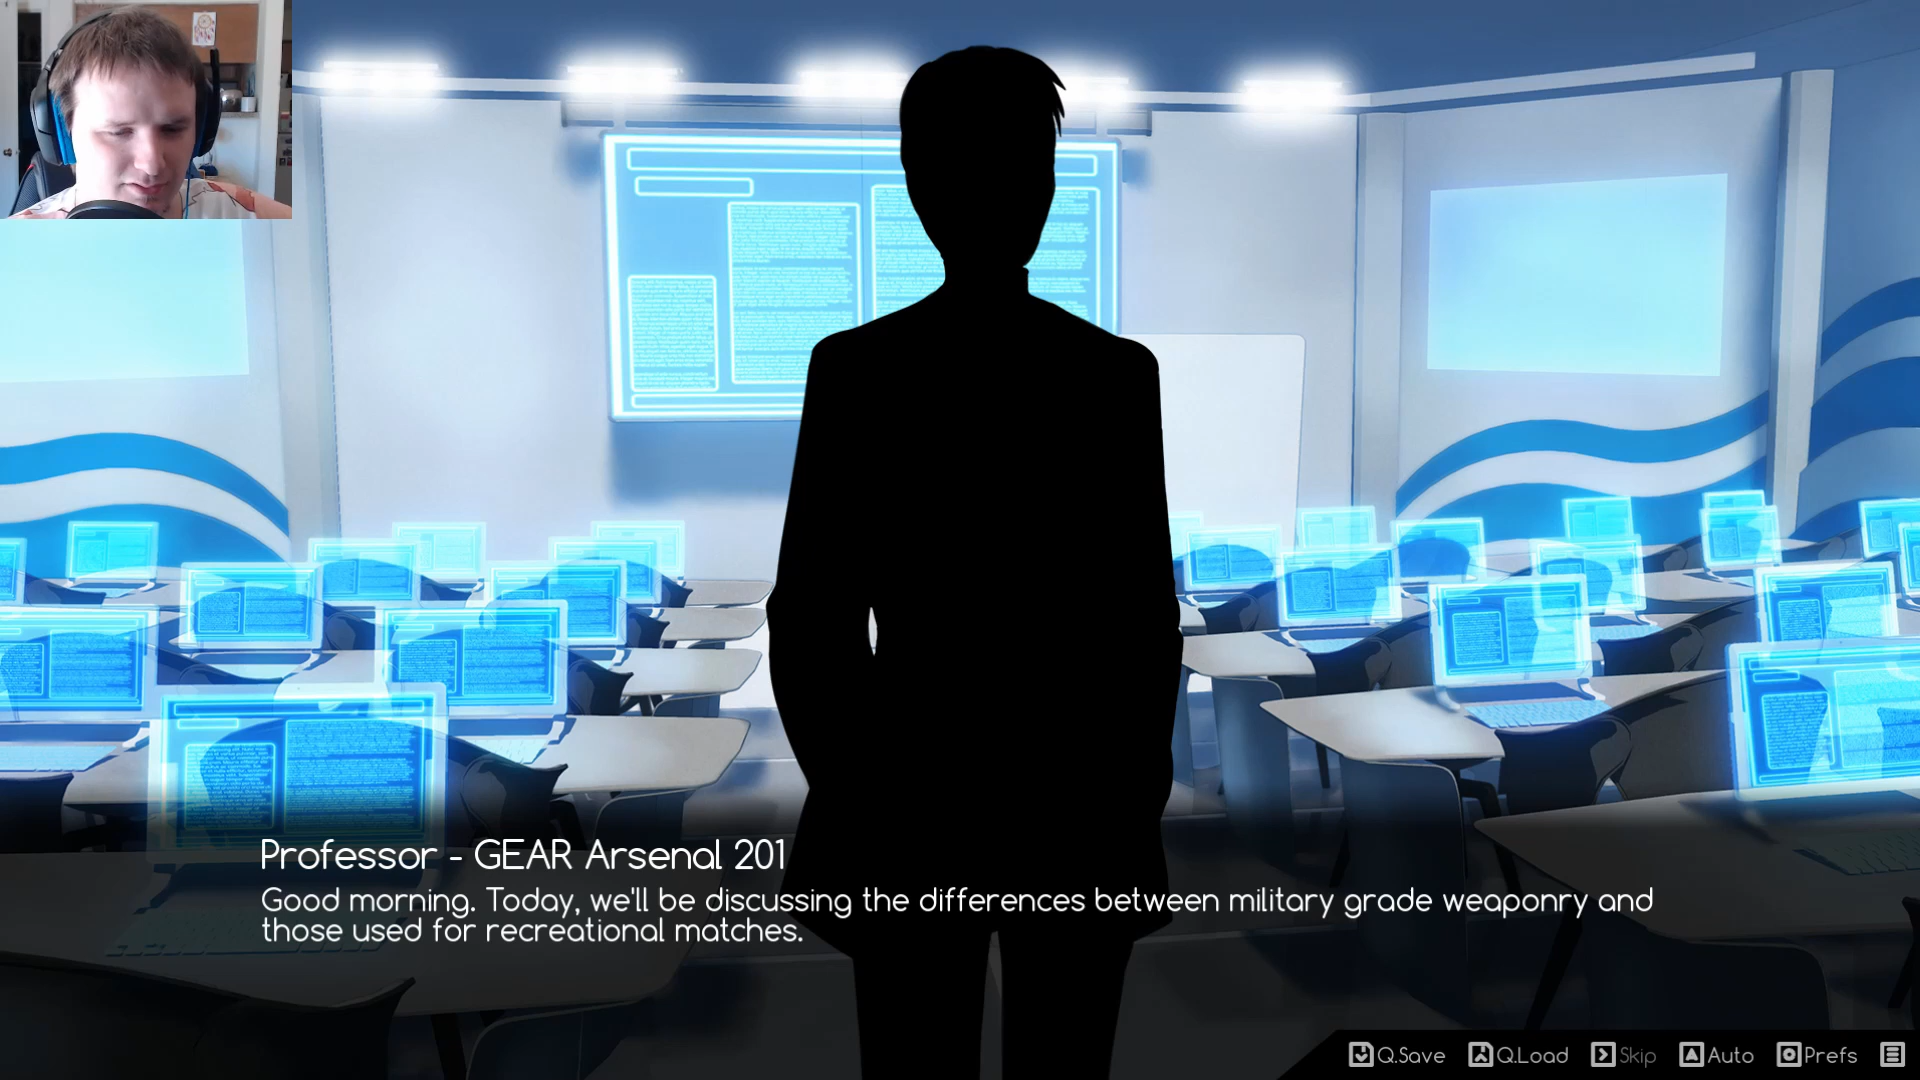 Professor - GEAR Arsenal 201
Good morning. Today, we'll be discussing the differences between military grade weaponry and
those used for recreational matches.
Q.Save Q.Load Skip Auto Prefs